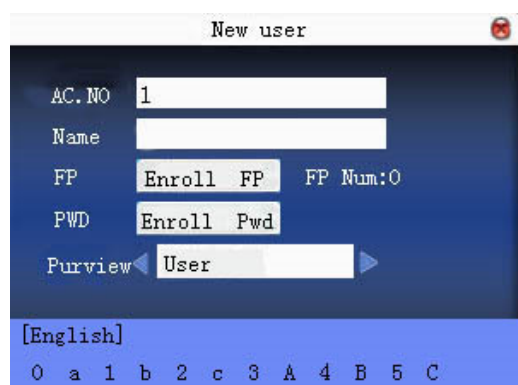 New user
AC.NO 1
Name
FP Enroll FP FP Num:0
PWD Enroll Pwd
Purview User
[English]
0 a 1 b 2 c 3 A 4 B 5 C